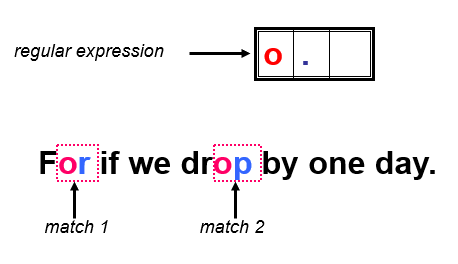 regular expression o .
For if we drop by one day.
match 1 match 2